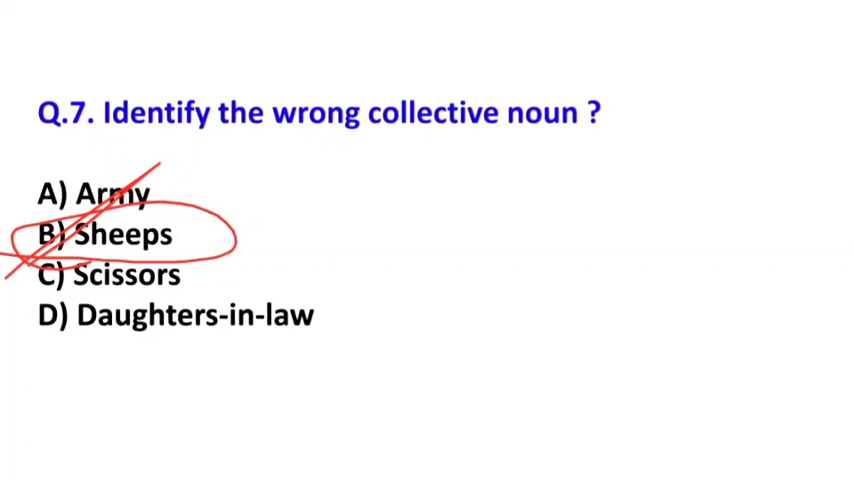 Q.7. Identify the wrong collective noun ?
A) Army
B) Sheeps
C) Scissors
D) Daughters-in-law